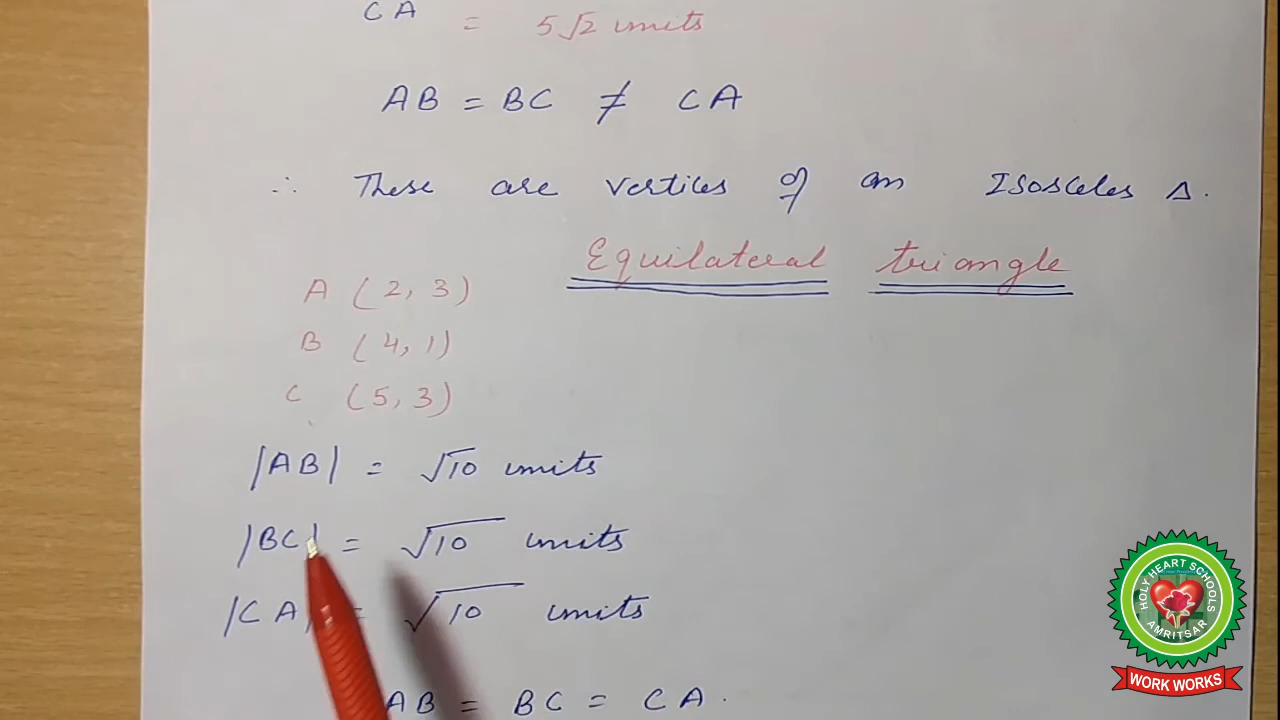 CA = 5√2 units
AB = BC ≠ CA
∴ These are vertices of an Isosceles Δ.
Equilateral triangle
A (2, 3)
B (4, 1)
C (5, 3)
|AB| = √10 units
|BC| = √10 units
|CA| = √10 units
AB = BC = CA.
HOLY HEART SCHOOLS
AMRITSAR
WORK WORKS